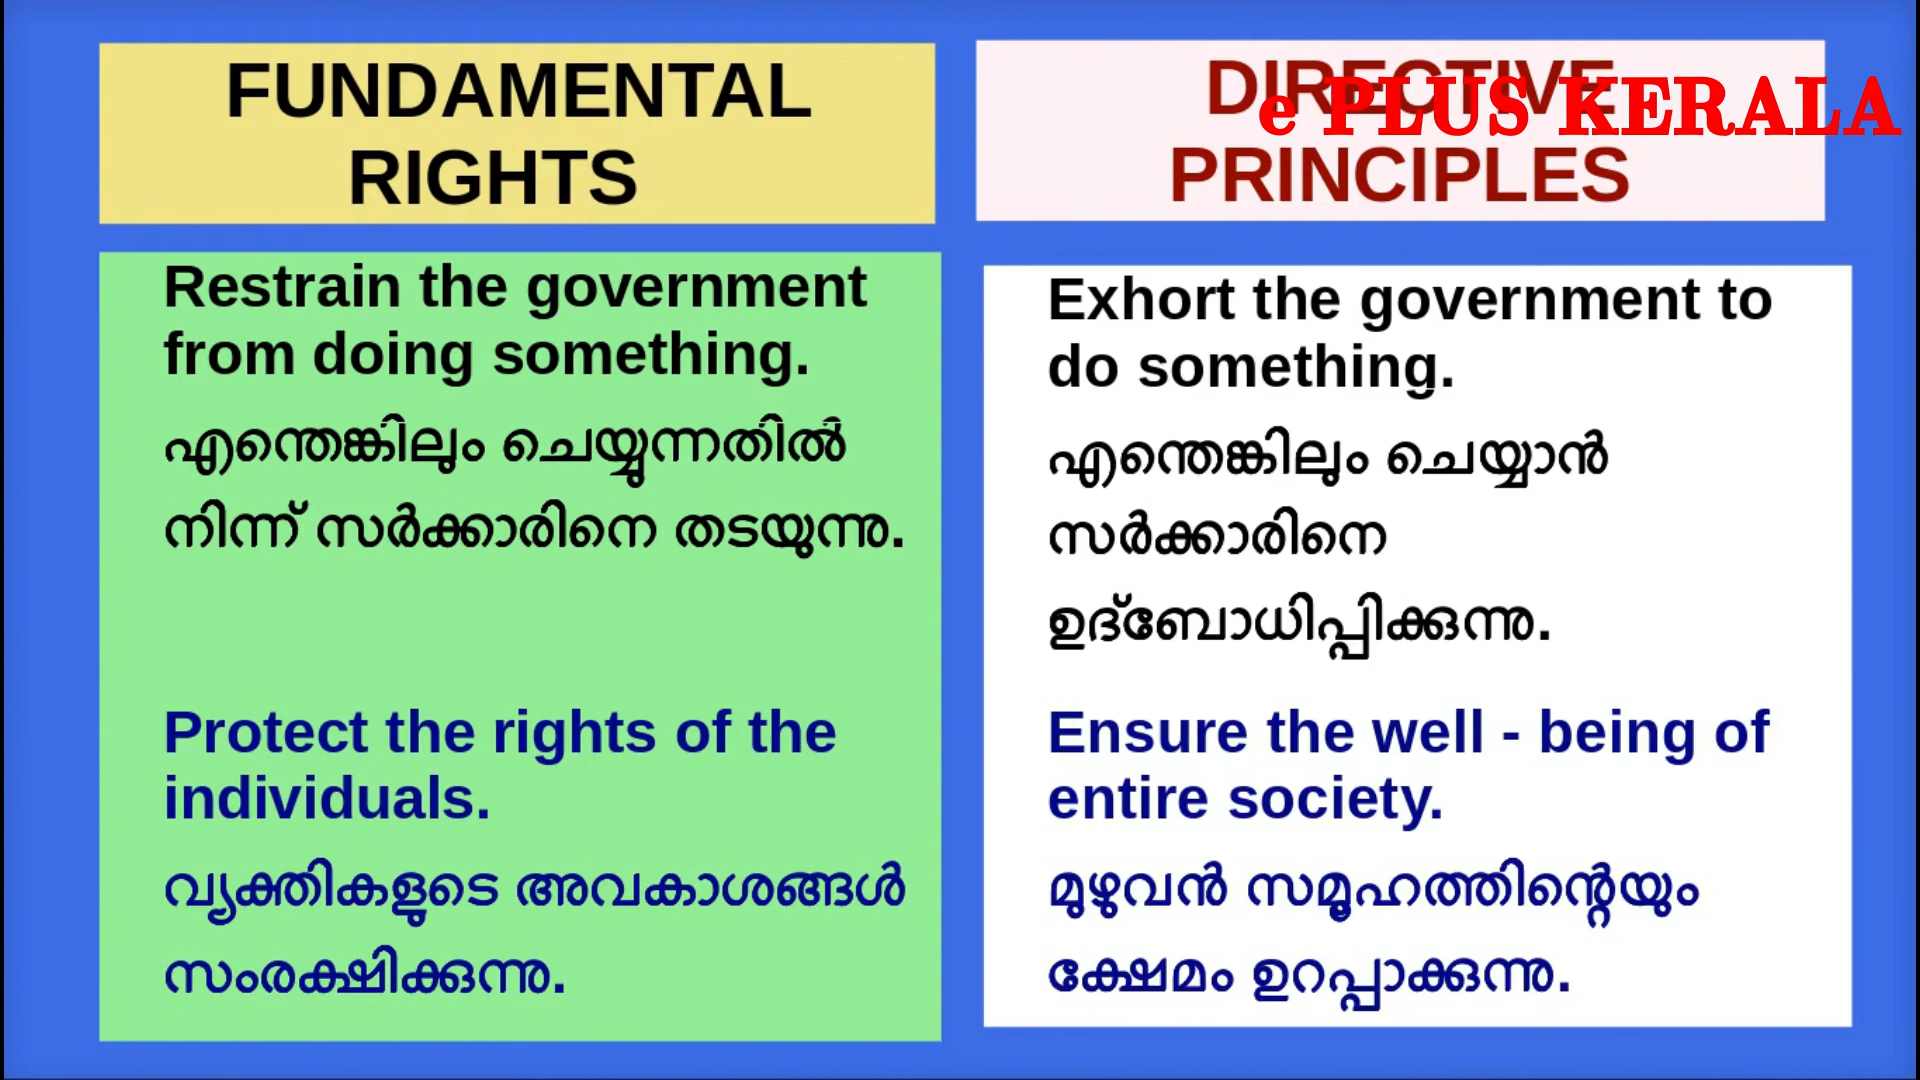 FUNDAMENTAL
RIGHTS
Restrain the government
from doing something.
എന്തെങ്കിലും ചെയ്യുന്നതിൽ
നിന്ന് സർക്കാരിനെ തടയുന്നു.
Protect the rights of the
individuals.
വ്യക്തികളുടെ അവകാശങ്ങൾ
സംരക്ഷിക്കുന്നു.
DIRECTIVE
e PLUS KERALA
PRINCIPLES
Exhort the government to
do something.
എന്തെങ്കിലും ചെയ്യാൻ
സർക്കാരിനെ
ഉദ്ബോധിപ്പിക്കുന്നു.
Ensure the well - being of
entire society.
മുഴുവൻ സമൂഹത്തിന്റെയും
ക്ഷേമം ഉറപ്പാക്കുന്നു.